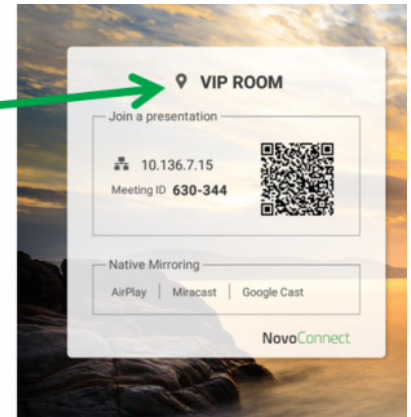 VIP ROOM
Join a presentation
10.136.7.15
Meeting ID 630-344
Native Mirroring
AirPlay | Miracast | Google Cast
NovoConnect